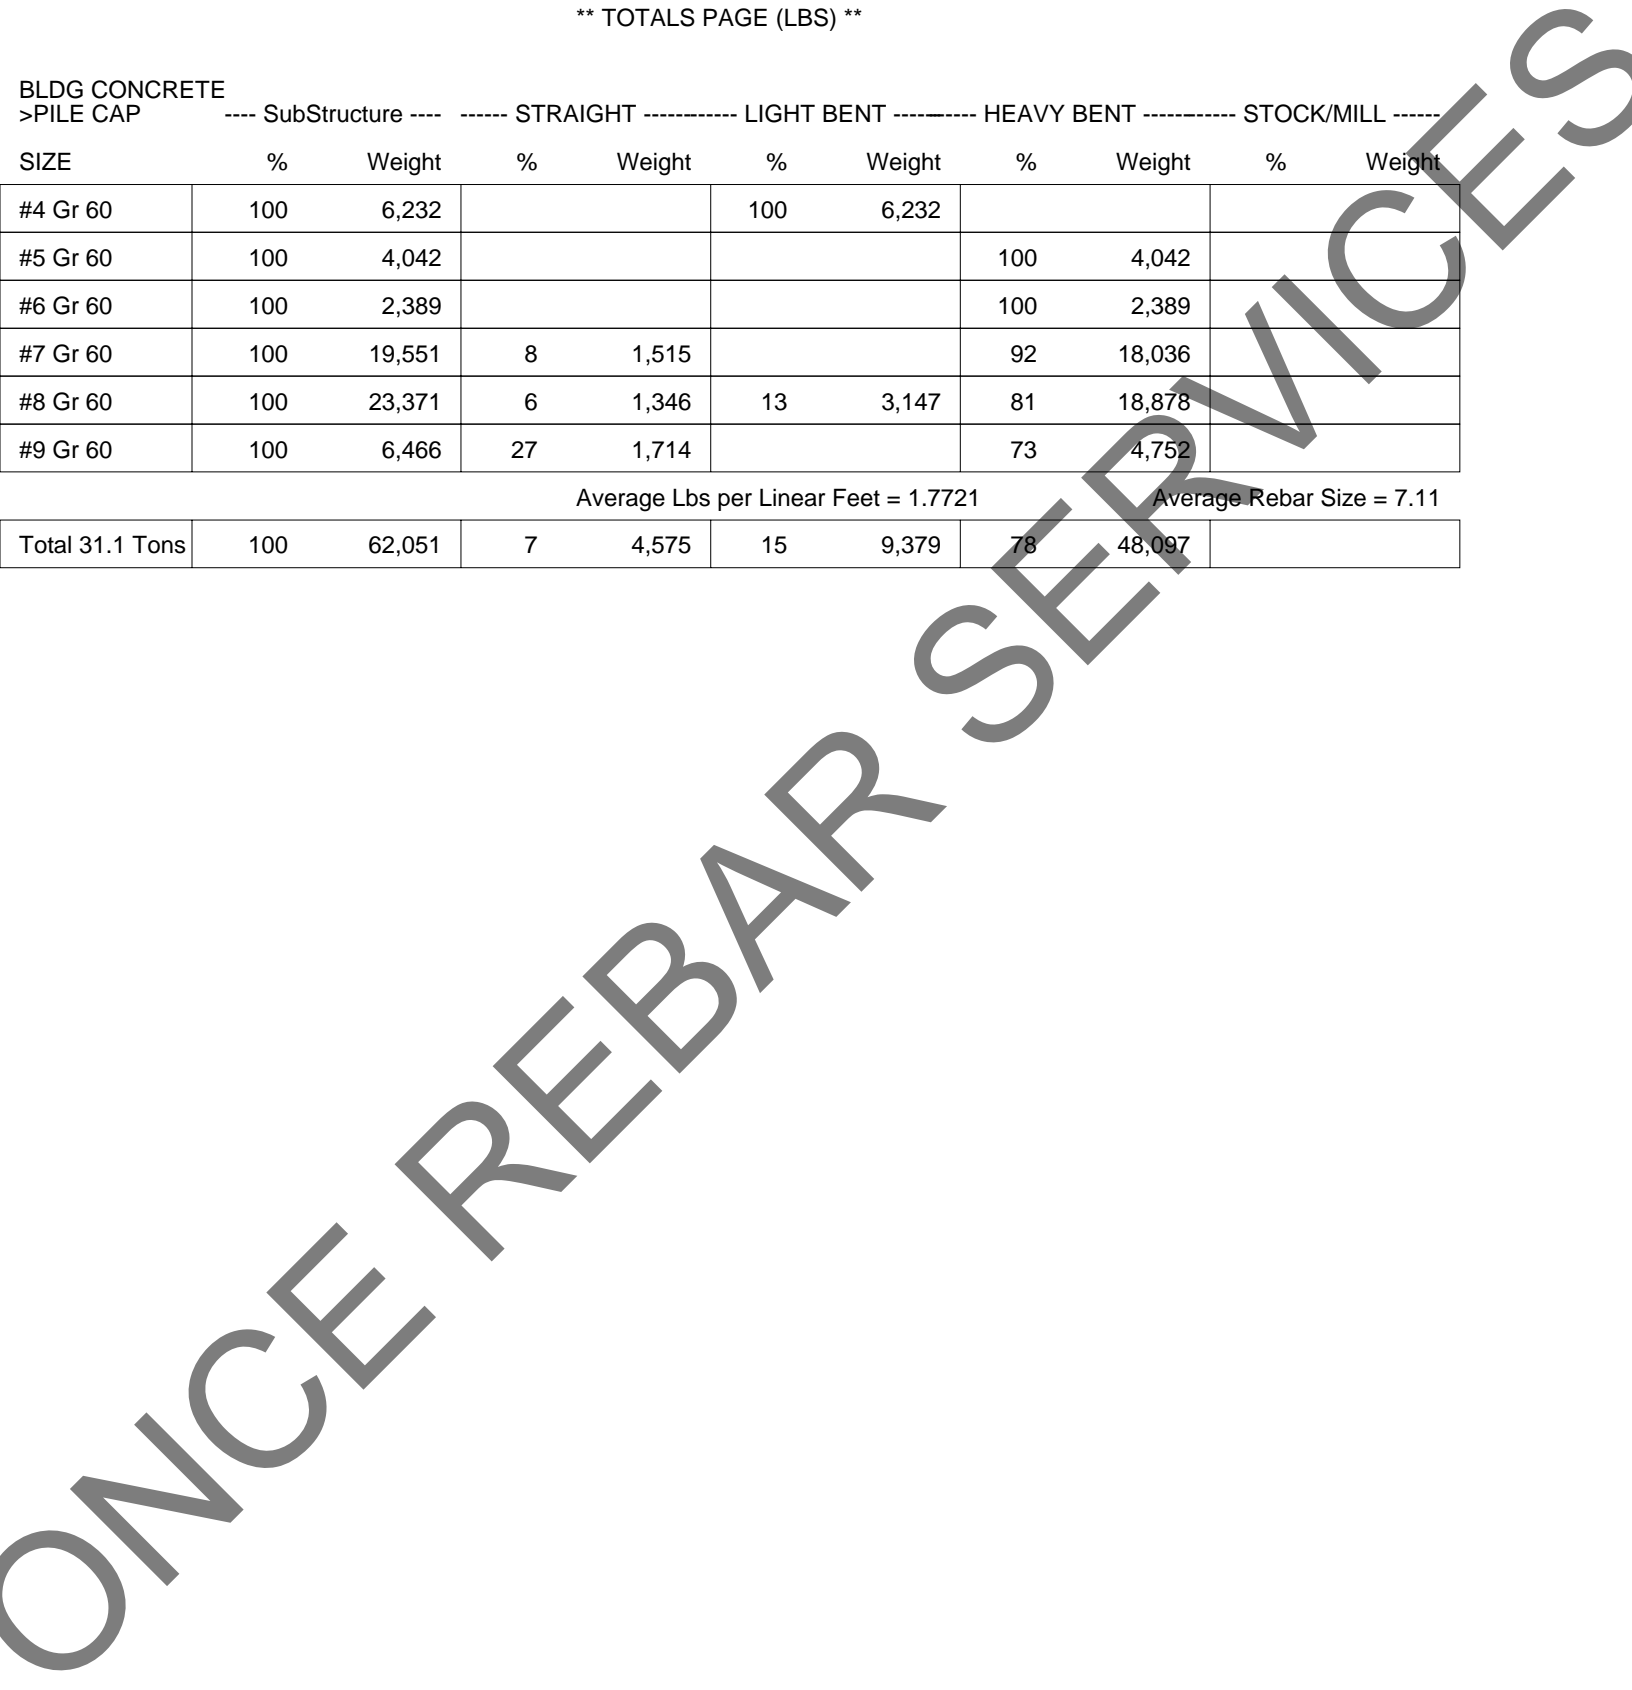 ** TOTALS PAGE (LBS) **
BLDG CONCRETE
>PILE CAP ---- SubStructure ---- ------ STRAIGHT ------------- LIGHT BENT ------------- HEAVY BENT ------------- STOCK/MILL ------
SIZE % Weight % Weight % Weight % Weight % Weight
#4 Gr 60 100 6,232 100 6,232
#5 Gr 60 100 4,042 100 4,042
#6 Gr 60 100 2,389 100 2,389
#7 Gr 60 100 19,551 8 1,515 92 18,036
#8 Gr 60 100 23,371 6 1,346 13 3,147 81 18,878
#9 Gr 60 100 6,466 27 1,714 73 4,752
Average Lbs per Linear Feet = 1.7721 Average Rebar Size = 7.11
Total 31.1 Tons 100 62,051 7 4,575 15 9,379 78 48,097
ONCE REBAR SERVICES